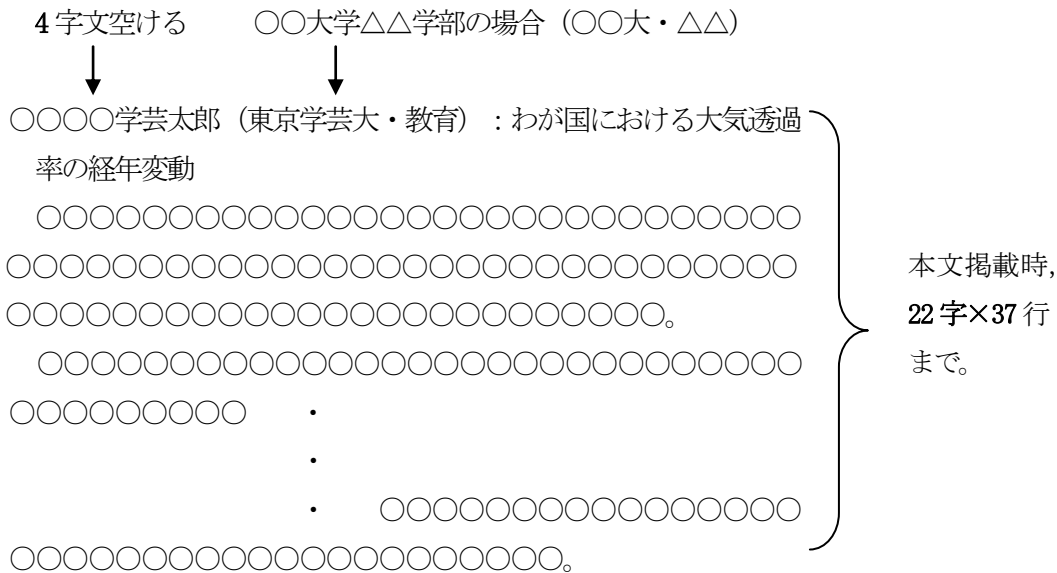 4字文空ける　○○大学△△学部の場合（○○大・△△）
○○○○学芸太郎（東京学芸大・教育）：わが国における大気透過
率の経年変動
○○○○○○○○○○○○○○○○○○○○○○○○○○○○○
○○○○○○○○○○○○○○○○○○○○○○○○○○○○○○
○○○○○○○○○○○○○○○○○○○○○○○○○。
○○○○○○○○○○○○○○○○○○○○○○○○○○○○○
○○○○○○○○○　・
・
・　○○○○○○○○○○○○○○○○
○○○○○○○○○○○○○○○○○○○○○。
本文掲載時,
22字×37行
まで。